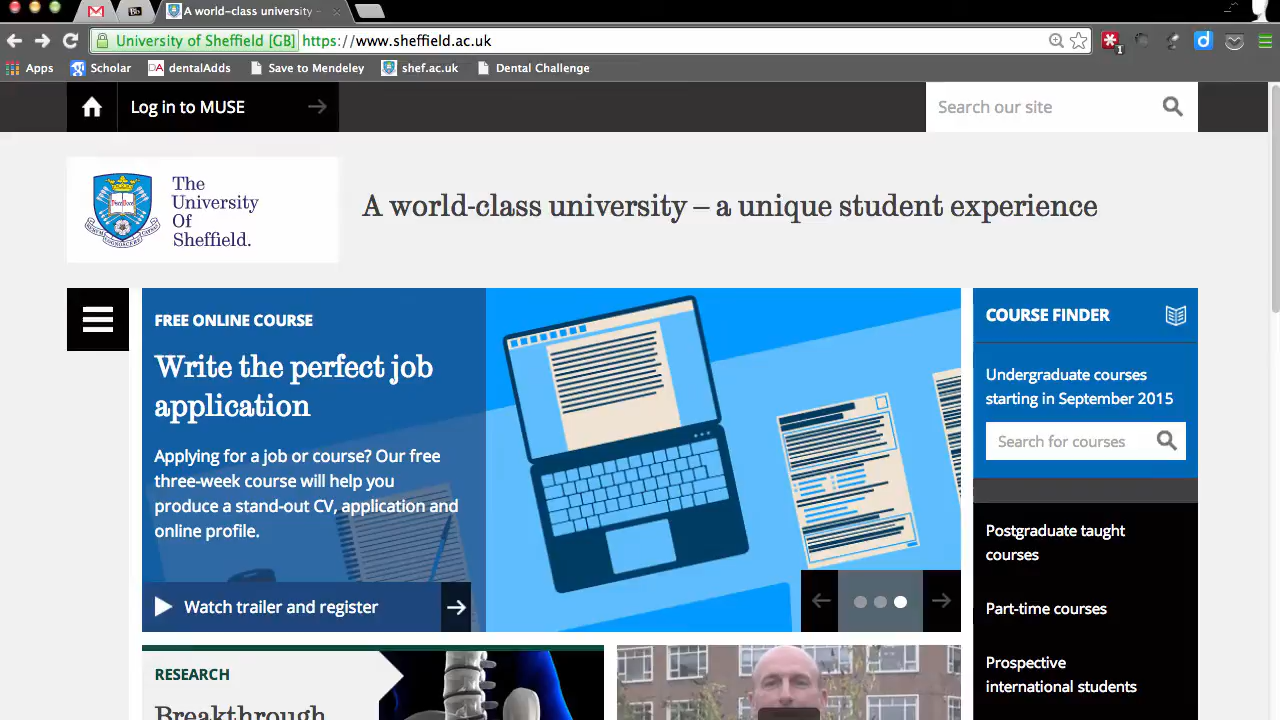 A world-class university -
University of Sheffield [GB] https://www.sheffield.ac.uk
Apps Scholar DA dentalAdds Save to Mendeley shef.ac.uk Dental Challenge
Log in to MUSE
Search our site
The
University
Of
Sheffield.
A world-class university – a unique student experience
FREE ONLINE COURSE
Write the perfect job
application
Applying for a job or course? Our free
three-week course will help you
produce a stand-out CV, application and
online profile.
Watch trailer and register
COURSE FINDER
Undergraduate courses
starting in September 2015
Search for courses
Postgraduate taught
courses
Part-time courses
Prospective
international students
RESEARCH
Breakthrough